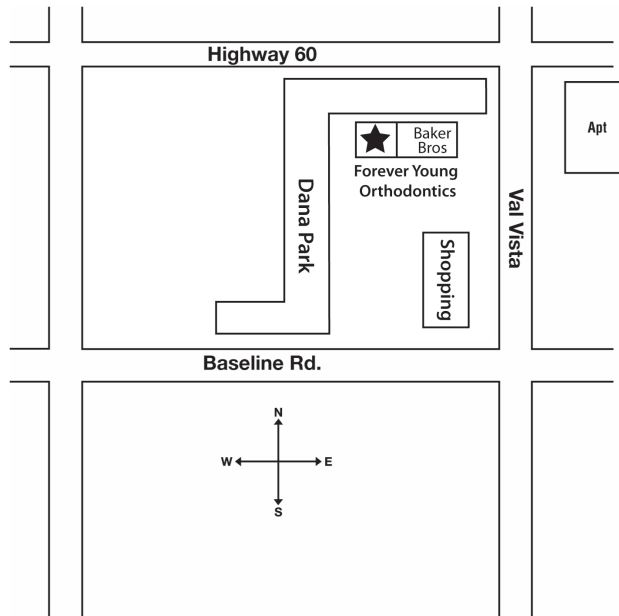 Highway 60
Apt
Baker
Bros
Forever Young
Orthodontics
Dana Park
Val Vista
Shopping
Baseline Rd.
N
W
E
S